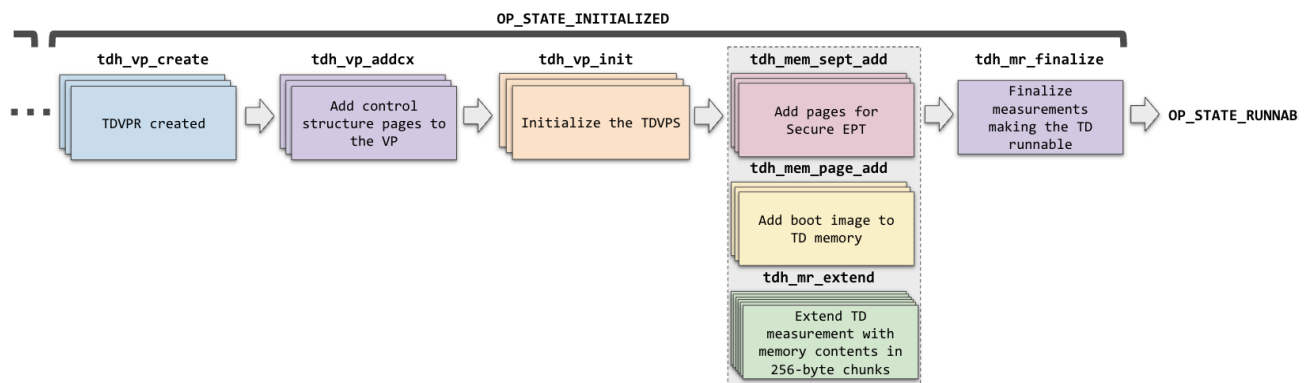 OP_STATE_INITIALIZED
tdh_vp_create
TDVPR created
tdh_vp_addcx
Add control
structure pages to
the VP
tdh_vp_init
Initialize the TDVPS
tdh_mem_sept_add
Add pages for
Secure EPT
tdh_mem_page_add
Add boot image to
TD memory
tdh_mr_extend
Extend TD
measurement with
memory contents in
256-byte chunks
tdh_mr_finalize
Finalize
measurements
making the TD
runnable
OP_STATE_RUNNAB